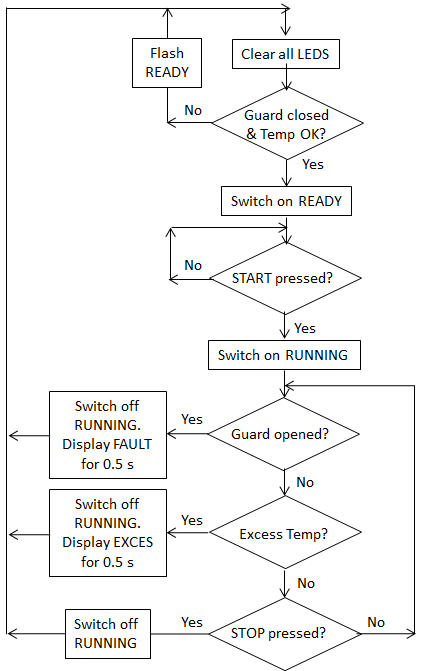 Flash
READY
Clear all LEDS
No
Guard closed
& Temp OK?
Yes
Switch on READY
No
START pressed?
Yes
Switch on RUNNING
Switch off
RUNNING.
Display FAULT
for 0.5 s
Yes
Guard opened?
No
Switch off
RUNNING.
Display EXCES
for 0.5 s
Yes
Excess Temp?
No
Switch off
RUNNING
Yes
STOP pressed?
No